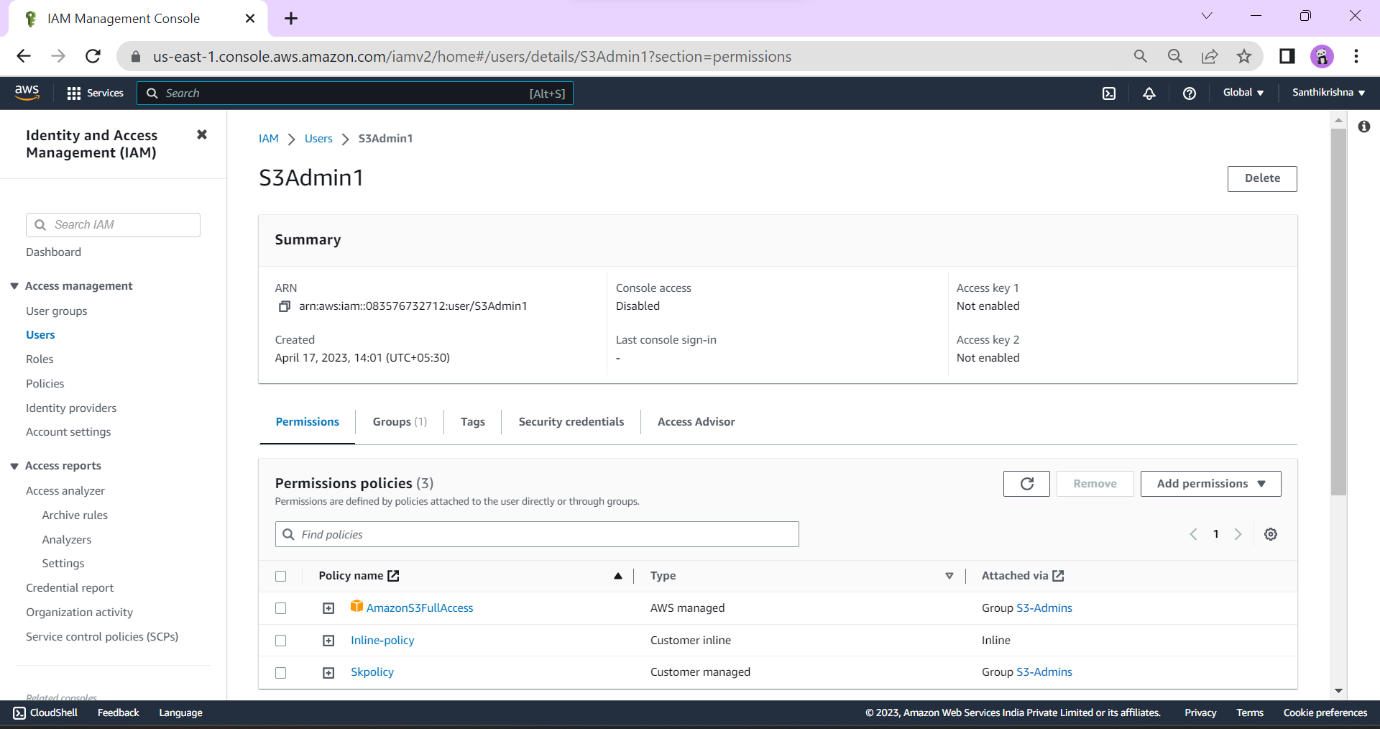 IAM Management Console
us-east-1.console.aws.amazon.com/iamv2/home#/users/details/S3Admin1?section=permissions
aws Services Search [Alt+S] Global Santhikrishna
Identity and Access
Management (IAM)
Search IAM
Dashboard
Access management
User groups
Users
Roles
Policies
Identity providers
Account settings
Access reports
Access analyzer
Archive rules
Analyzers
Settings
Credential report
Organization activity
Service control policies (SCPs)
Related consoles
IAM Users S3Admin1
S3Admin1
Delete
Summary
ARN
arn:aws:iam::083576732712:user/S3Admin1
Created
April 17, 2023, 14:01 (UTC+05:30)
Console access
Disabled
Last console sign-in
-
Access key 1
Not enabled
Access key 2
Not enabled
Permissions Groups (1) Tags Security credentials Access Advisor
Permissions policies (3)
Permissions are defined by policies attached to the user directly or through groups.
Remove Add permissions
Find policies
1
Policy name Type Attached via
AmazonS3FullAccess AWS managed Group S3-Admins
Inline-policy Customer inline Inline
Skpolicy Customer managed Group S3-Admins
CloudShell Feedback Language © 2023, Amazon Web Services India Private Limited or its affiliates. Privacy Terms Cookie preferences